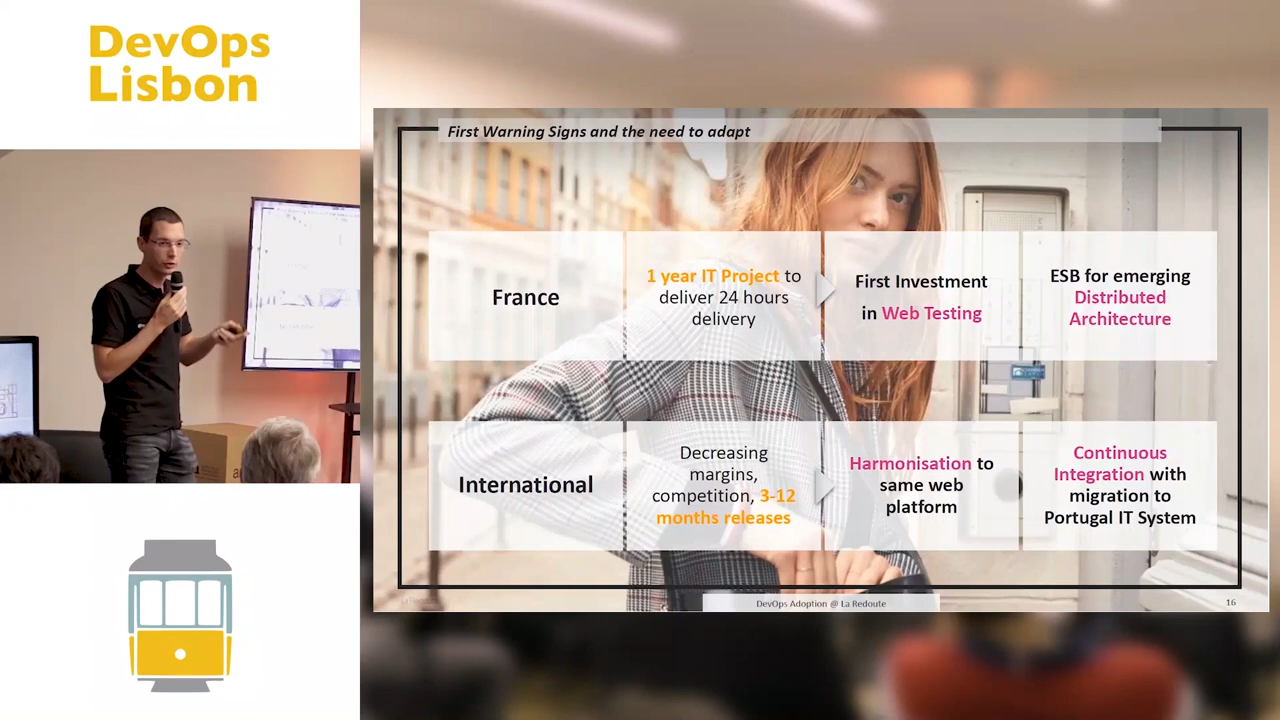 DevOps
Lisbon
First Warning Signs and the need to adapt
France
1 year IT Project to
deliver 24 hours
delivery
First Investment
in Web Testing
ESB for emerging
Distributed
Architecture
International
Decreasing
margins,
competition, 3-12
months releases
Harmonisation to
same web
platform
Continuous
Integration with
migration to
Portugal IT System
DevOps Adoption @ La Redoute
16